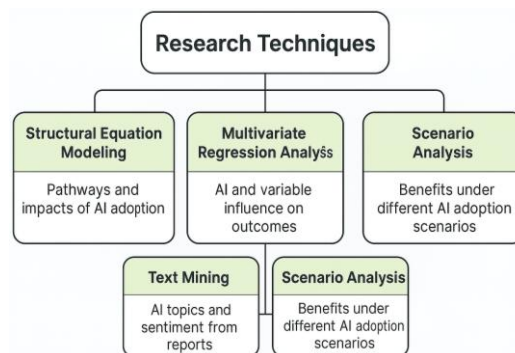 Research Techniques
Structural Equation
Modeling
Pathways and
impacts of AI adoption
Multivariate
Regression Analyśs
AI and variable
influence on
outcomes
Scenario
Analysis
Benefits under
different AI adoption
scenarios
Text Mining
AI topics and
sentiment from
reports
Scenario Analysis
Benefits under
different AI adoption
scenarios